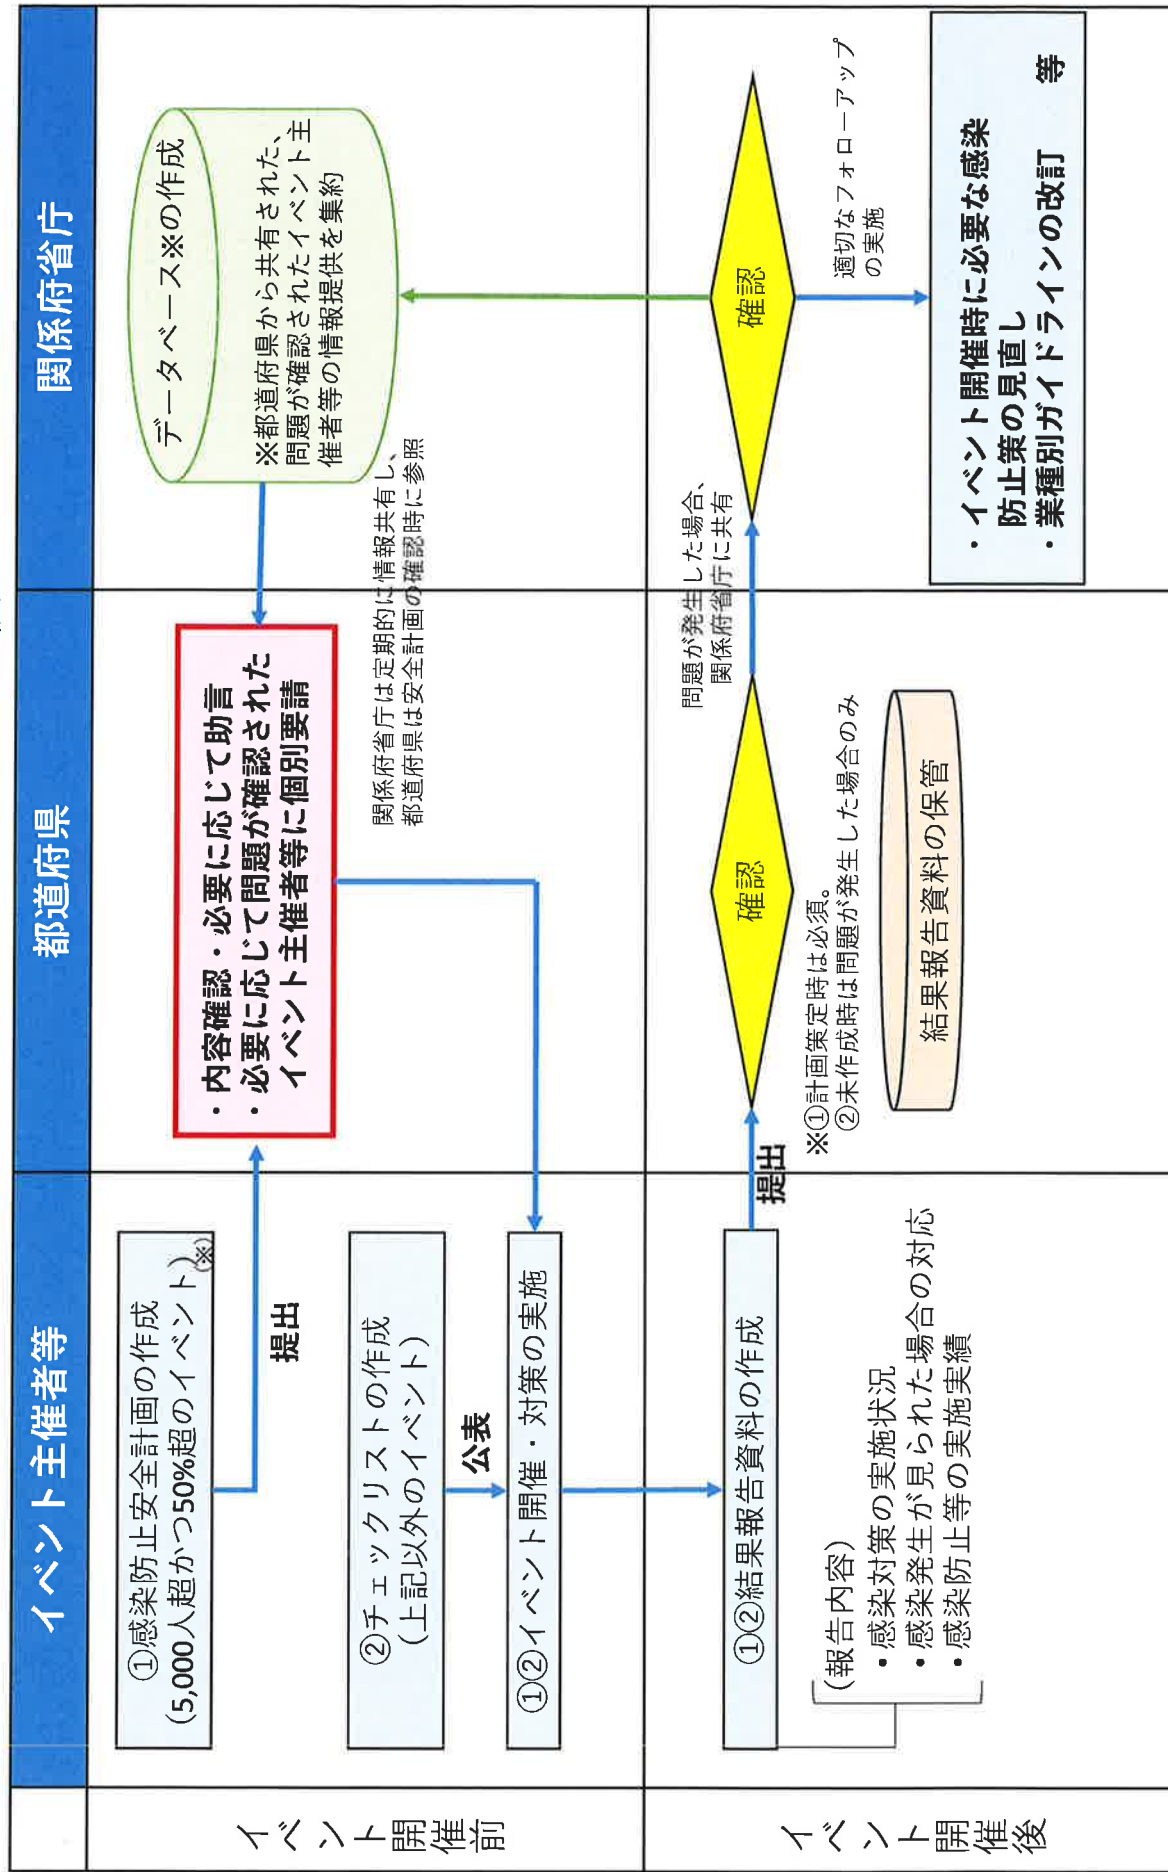 イベント主催者等
都道府県
関係府省庁
イベント開催前
①感染防止安全計画の作成
(5,000人超かつ50%超のイベント)
(※)
提出
②チェックリストの作成
(上記以外のイベント)
公表
①②イベント開催・対策の実施
・内容確認・必要に応じて助言
・必要に応じて問題が確認された
イベント主催者等に個別要請
データベース※の作成
※都道府県から共有された、
問題が確認されたイベント主
催者等の情報提供を集約
関係府省庁は定期的に情報共有し、
都道府県は安全計画の確認時に参照
イベント開催後
①②結果報告資料の作成
(報告内容)
・感染対策の実施状況
・感染発生が見られた場合の対応
・感染防止等の実施実績
提出
確認
※①計画策定時は必須。
②未作成時は問題が発生した場合のみ
結果報告資料の保管
問題が発生した場合、
関係府省庁に共有
確認
適切なフォローアップ
の実施
・イベント開催時に必要な感染
防止策の見直し
・業種別ガイドラインの改訂 等